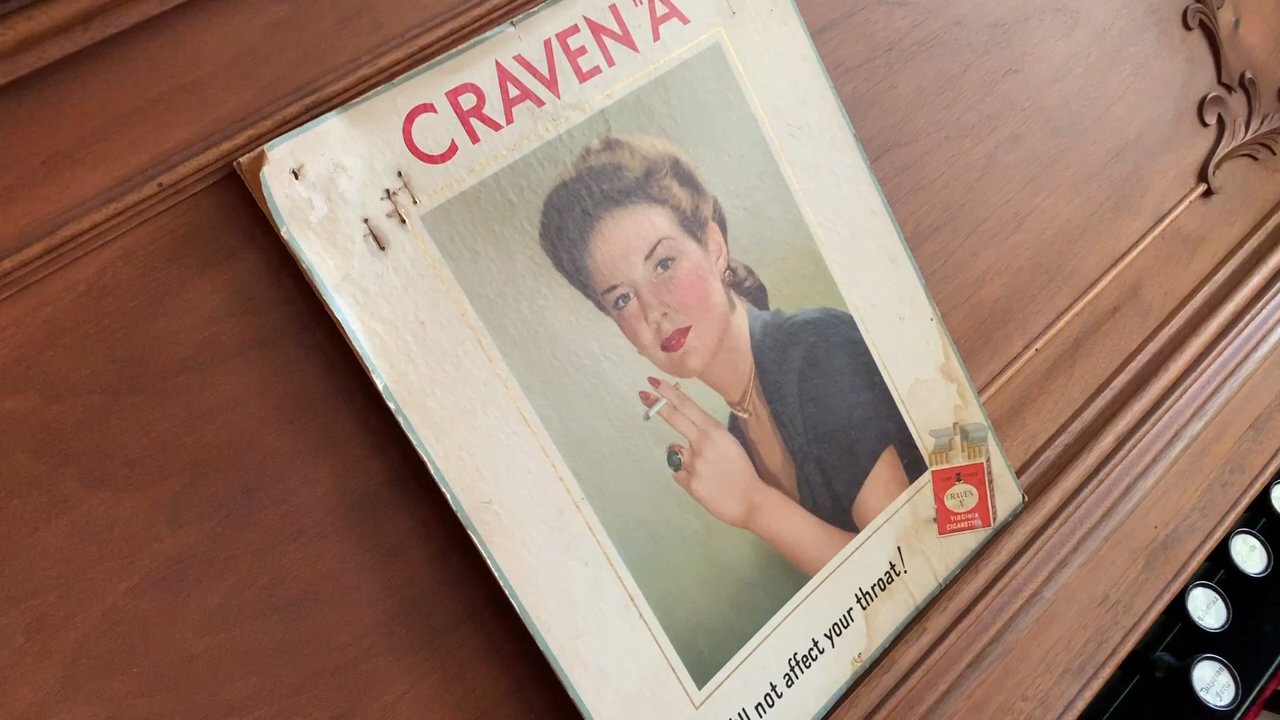 CRAVEN "A"
CRAVEN
"A"
VIRGINIA
CIGARETTES
not affect your throat!